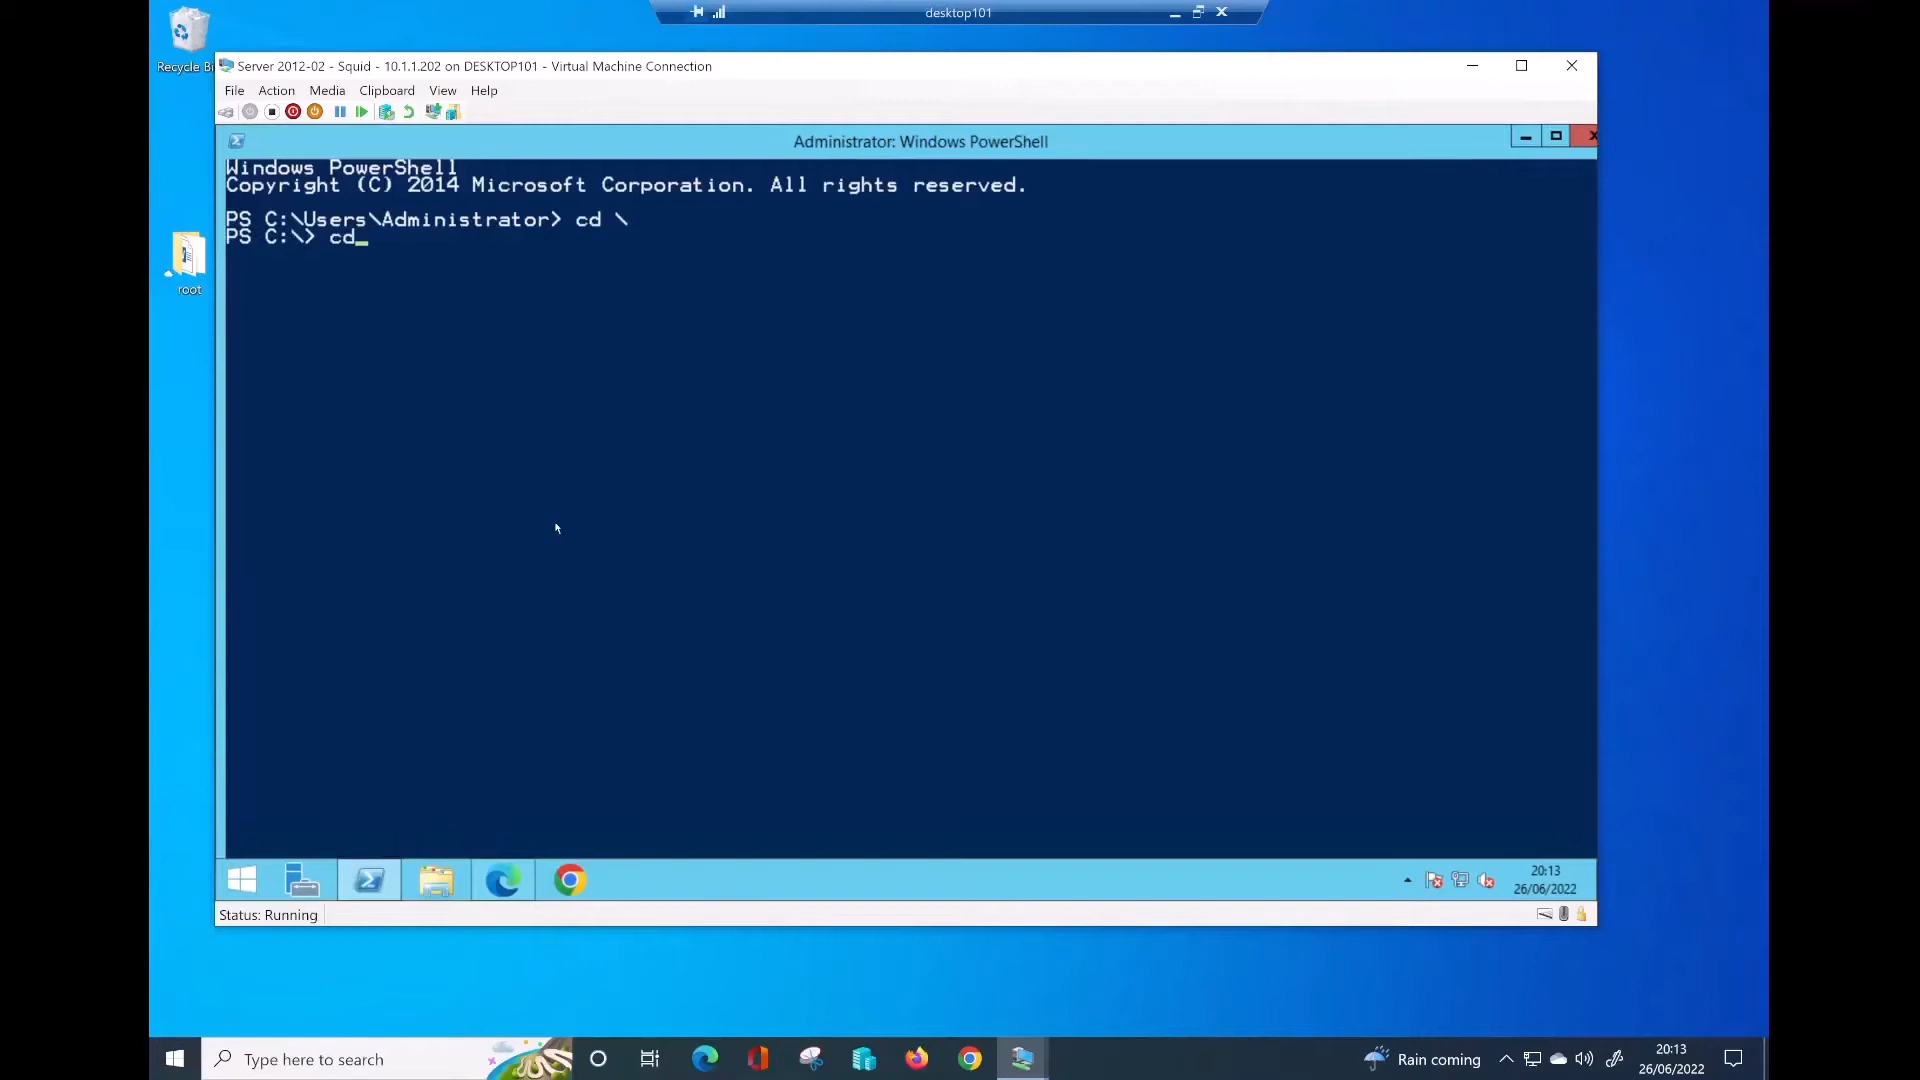 desktop101
Recycle Bi
Server 2012-02 - Squid - 10.1.1.202 on DESKTOP101 - Virtual Machine Connection
File Action Media Clipboard View Help
Administrator: Windows PowerShell
Windows PowerShell
Copyright (C) 2014 Microsoft Corporation. All rights reserved.
PS C:\Users\Administrator> cd \
PS C:\> cd
root
20:13
26/06/2022
Status: Running
Type here to search
Rain coming
20:13
26/06/2022